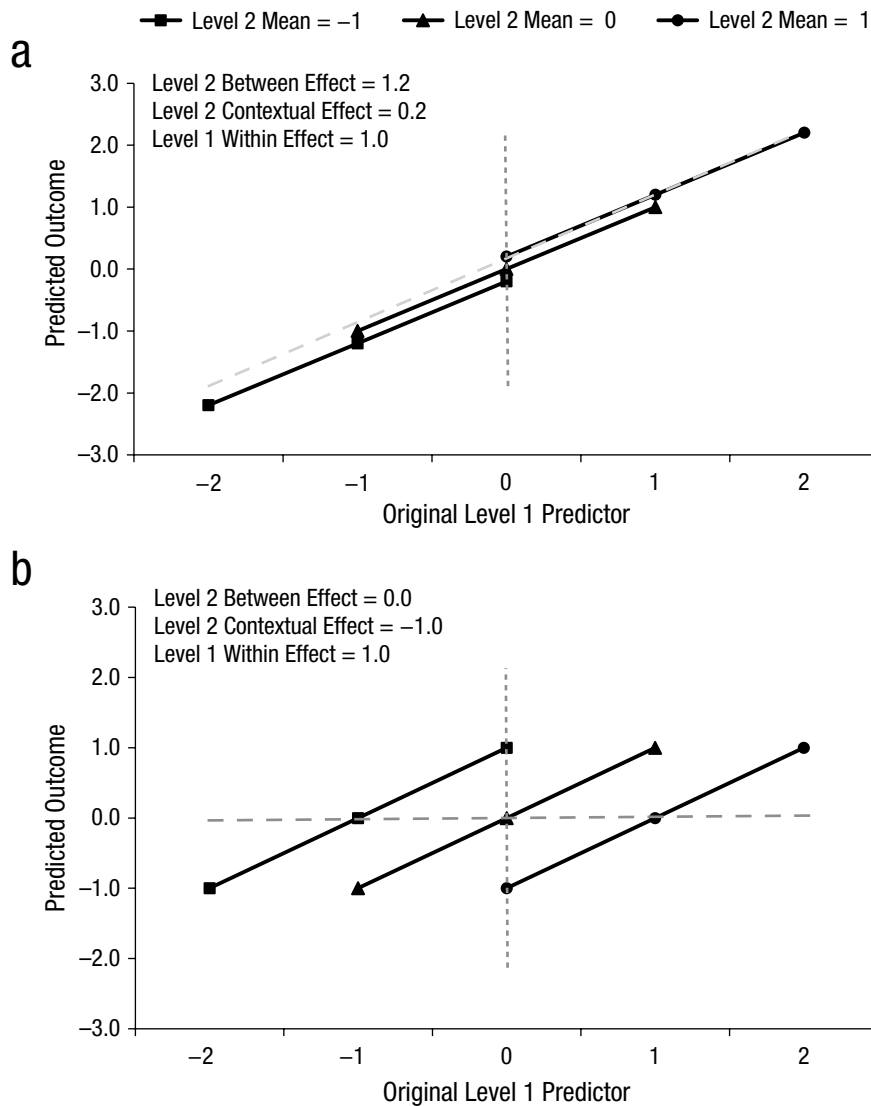 Level 2 Mean = −1 Level 2 Mean = 0 Level 2 Mean = 1
a
Level 2 Between Effect = 1.2
Level 2 Contextual Effect = 0.2
Level 1 Within Effect = 1.0
3.0
2.0
1.0
0.0
−1.0
−2.0
−3.0
Predicted Outcome
−2 −1 0 1 2
Original Level 1 Predictor
b
Level 2 Between Effect = 0.0
Level 2 Contextual Effect = −1.0
Level 1 Within Effect = 1.0
3.0
2.0
1.0
0.0
−1.0
−2.0
−3.0
Predicted Outcome
−2 −1 0 1 2
Original Level 1 Predictor